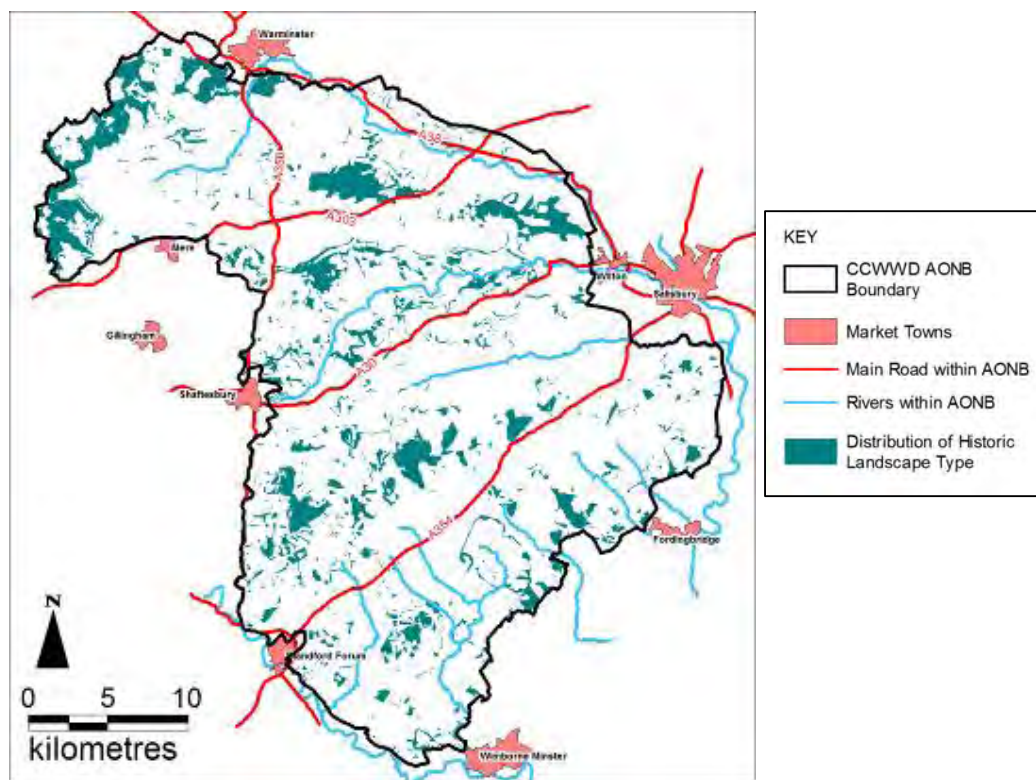 Warminster
A36
A350
A303
Mere
Wilton
Salisbury
Gillingham
A30
Shaftesbury
A354
Fordingbridge
N
Blandford Forum
0 5 10
kilometres
Wimborne Minster
KEY
CCWWD AONB
Boundary
Market Towns
Main Road within AONB
Rivers within AONB
Distribution of Historic
Landscape Type